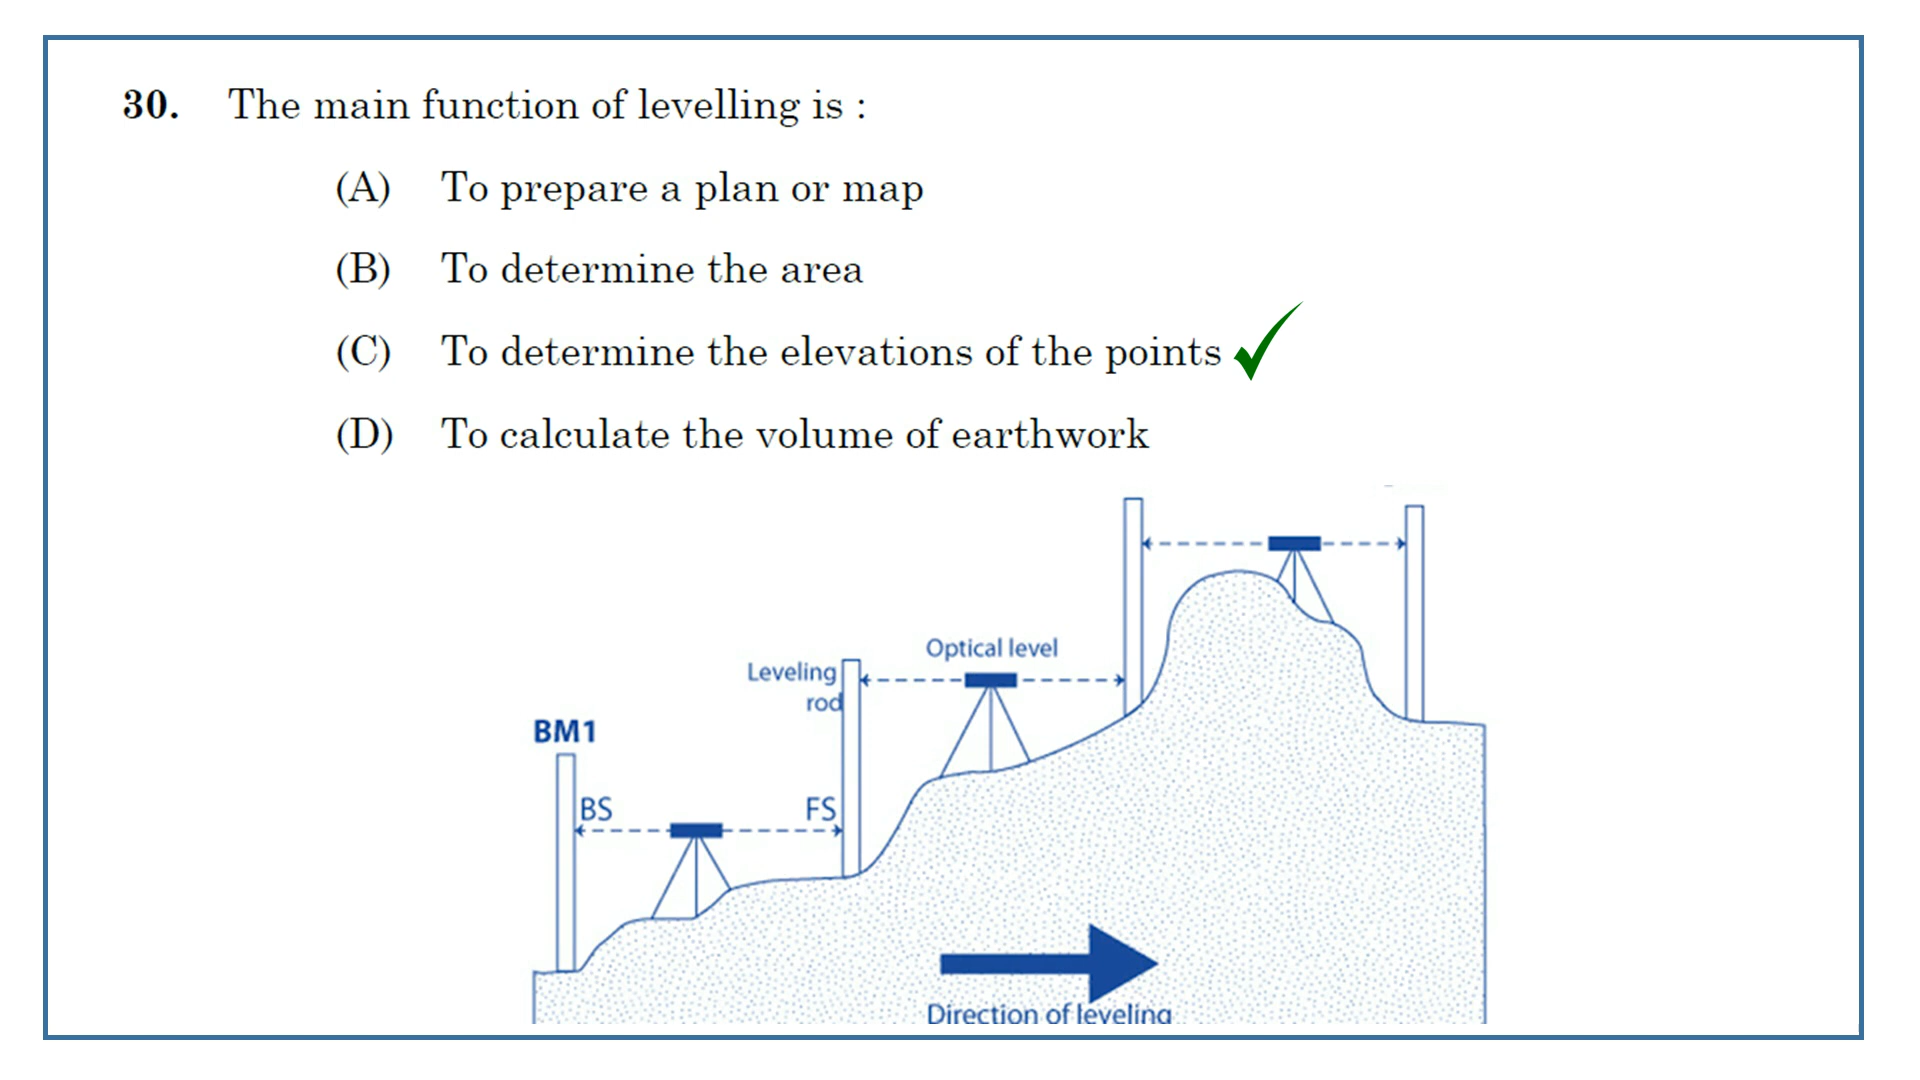 30. The main function of levelling is :
(A) To prepare a plan or map
(B) To determine the area
(C) To determine the elevations of the points
(D) To calculate the volume of earthwork
Optical level
Leveling
rod
BM1
BS
FS
Direction of leveling